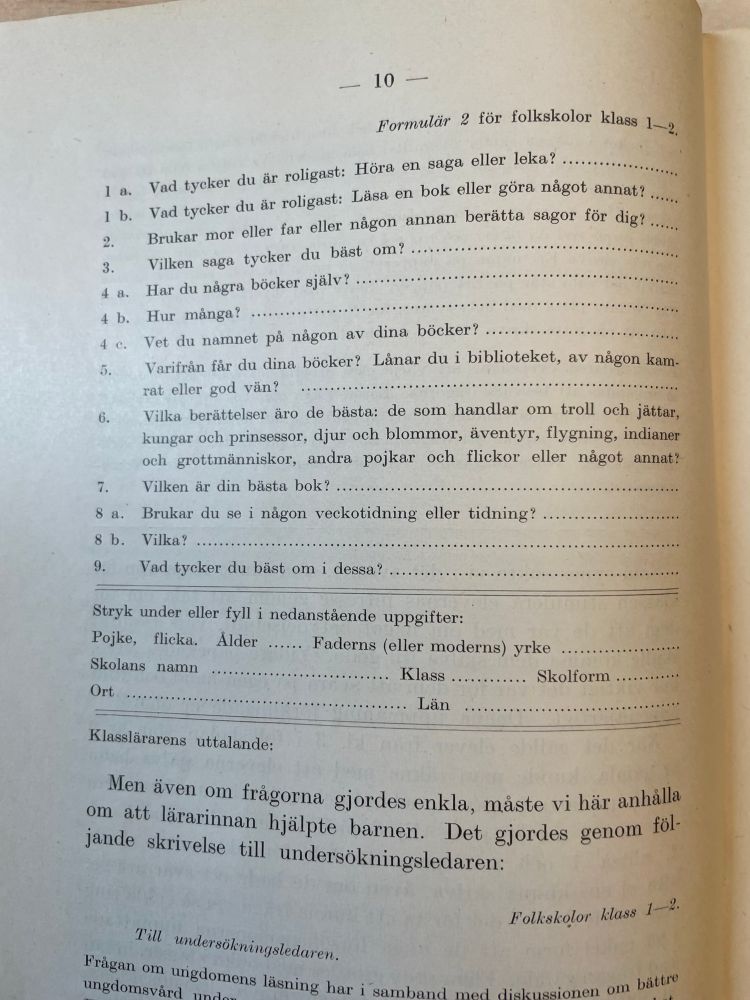 — 10 —
Formulär 2 för folkskolor klass 1—2.
1 a. Vad tycker du är roligast: Höra en saga eller leka? ....................
1 b. Vad tycker du är roligast: Läsa en bok eller göra något annat? ......
2. Brukar mor eller far eller någon annan berätta sagor för dig? ......
3. Vilken saga tycker du bäst om? ..............................................
4 a. Har du några böcker själv? ......................................................
4 b. Hur många? .........................................................................
4 c. Vet du namnet på någon av dina böcker? ................................
5. Varifrån får du dina böcker? Lånar du i biblioteket, av någon kam-
rat eller god vän? ................................................................
6. Vilka berättelser äro de bästa: de som handlar om troll och jättar,
kungar och prinsessor, djur och blommor, äventyr, flygning, indianer
och grottmänniskor, andra pojkar och flickor eller något annat?
7. Vilken är din bästa bok? ..........................................................
8 a. Brukar du se i någon veckotidning eller tidning? .......................
8 b. Vilka? .................................................................................
9. Vad tycker du bäst om i dessa? ................................................
Stryk under eller fyll i nedanstående uppgifter:
Pojke, flicka. Ålder ...... Faderns (eller moderns) yrke ....................
Skolans namn .............................. Klass ............ Skolform ...........
Ort ................................................ Län ....................................
Klasslärarens uttalande:
Men även om frågorna gjordes enkla, måste vi här anhålla
om att lärarinnan hjälpte barnen. Det gjordes genom föl-
jande skrivelse till undersökningsledaren:
Folkskolor klass 1—2.
Till undersökningsledaren.
Frågan om ungdomens läsning har i samband med diskussionen om bättre
ungdomsvård under